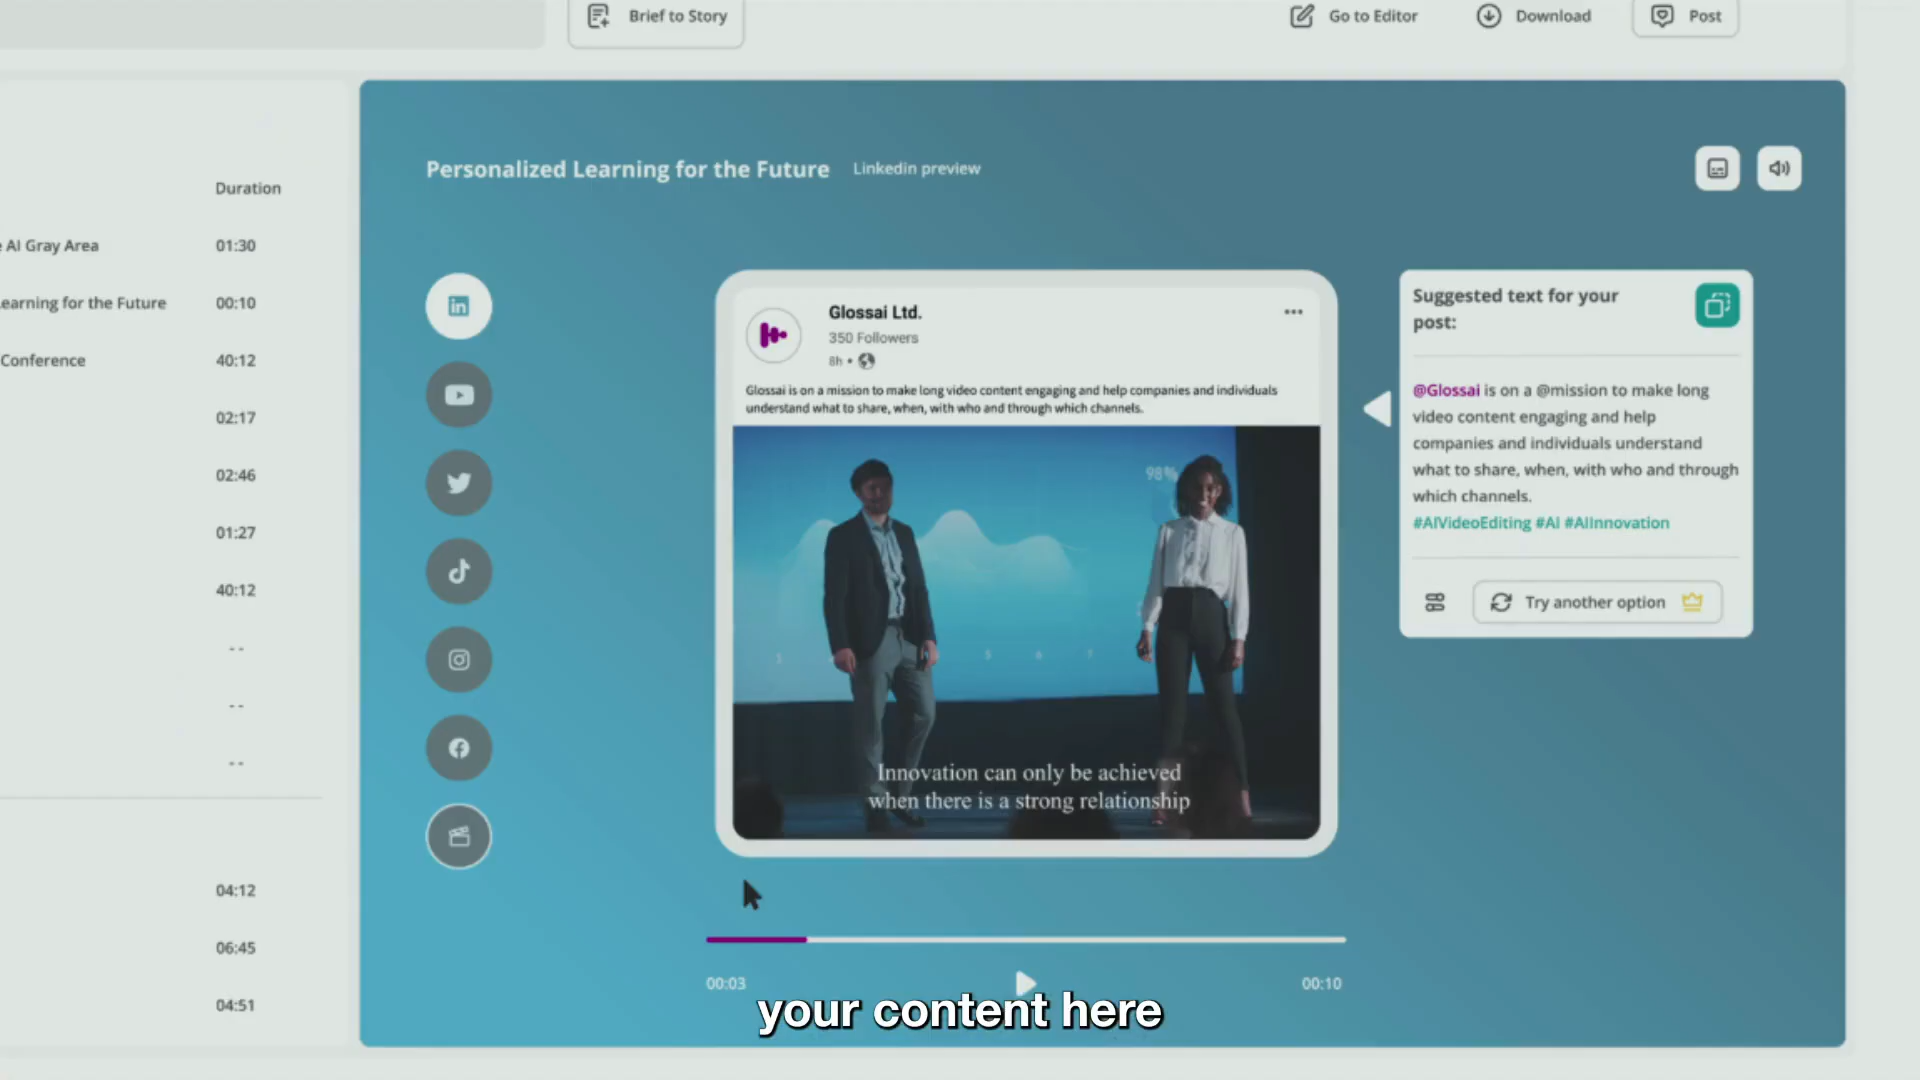 Brief to Story
Go to Editor
Download
Post
Personalized Learning for the Future
Linkedin preview
Duration
AI Gray Area
01:30
earning for the Future
00:10
Conference
40:12
02:17
02:46
01:27
40:12
--
--
--
04:12
06:45
04:51
Glossai Ltd.
350 Followers
8h •
Glossai is on a mission to make long video content engaging and help companies and individuals
understand what to share, when, with who and through which channels.
98%
5
6
7
Innovation can only be achieved
when there is a strong relationship
Suggested text for your
post:
@Glossai is on a @mission to make long
video content engaging and help
companies and individuals understand
what to share, when, with who and through
which channels.
#AIVideoEditing #AI #AIInnovation
Try another option
00:03
00:10
your content here